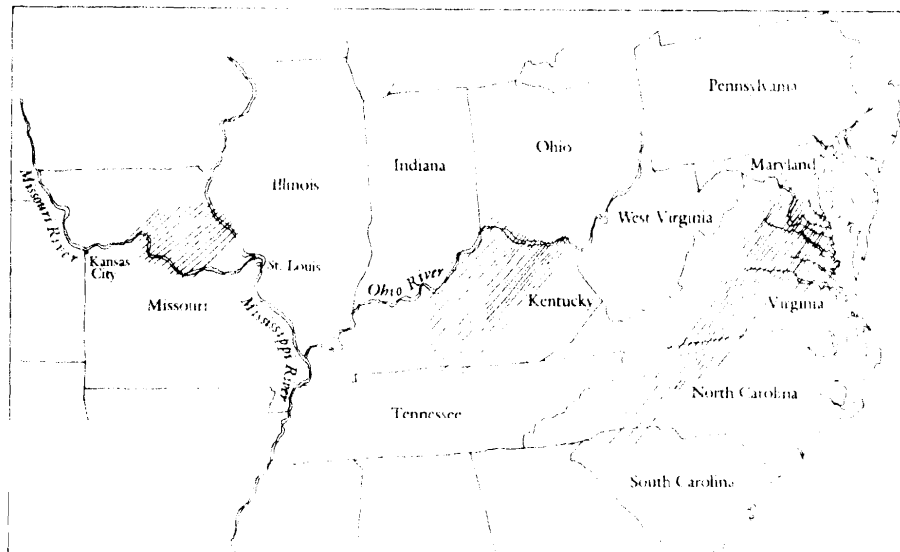 Pennsylvania
Ohio
Indiana
Maryland
Illinois
West Virginia
Missouri River
St. Louis
Kansas
City
Ohio River
Kentucky
Missouri
Virginia
Mississippi River
North Carolina
Tennessee
South Carolina